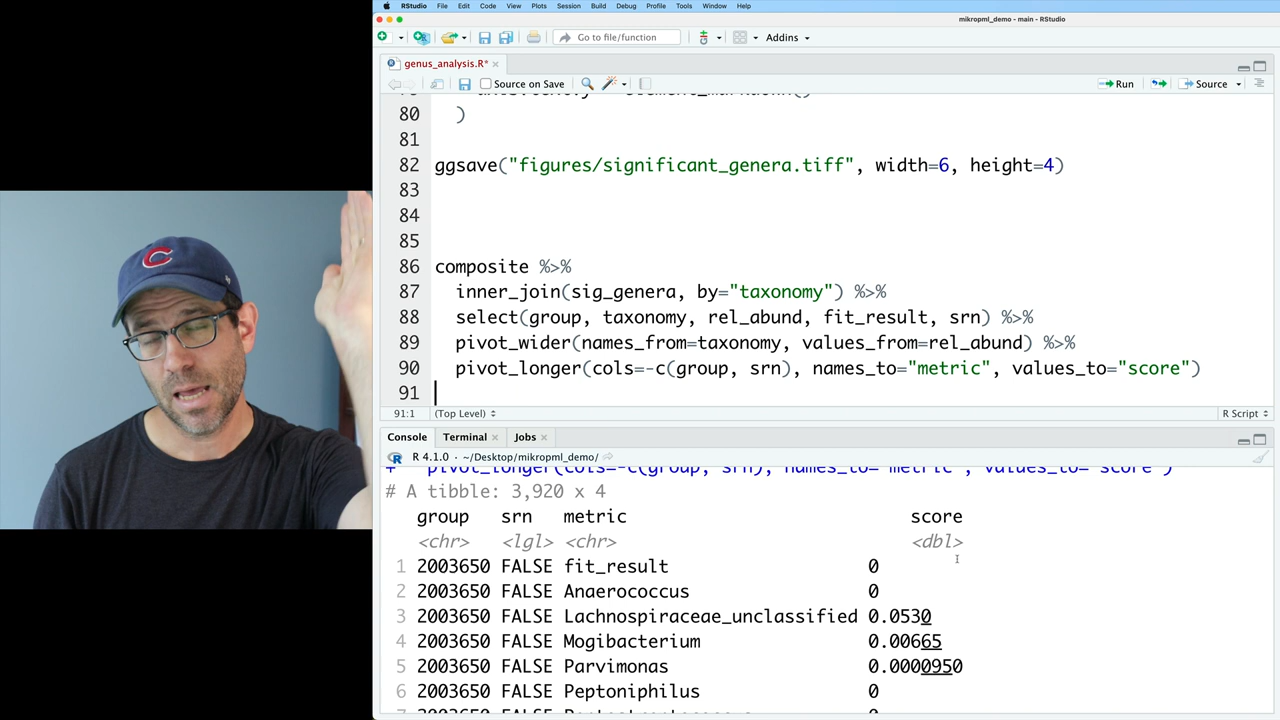 RStudio File Edit Code View Plots Session Build Debug Profile Tools Window Help
mikropml_demo - main - RStudio
Go to file/function Addins
genus_analysis.R*
Source on Save Run Source
80 )
81
82 ggsave("figures/significant_genera.tiff", width=6, height=4)
83
84
85
86 composite %>%
87 inner_join(sig_genera, by="taxonomy") %>%
88 select(group, taxonomy, rel_abund, fit_result, srn) %>%
89 pivot_wider(names_from=taxonomy, values_from=rel_abund) %>%
90 pivot_longer(cols=-c(group, srn), names_to="metric", values_to="score")
91
91:1 (Top Level) R Script
Console Terminal Jobs
R 4.1.0 · ~/Desktop/mikropml_demo/
+ pivot_longer(cols=-c(group, srn), names_to="metric", values_to="score")
# A tibble: 3,920 x 4
group srn metric score
<chr> <lgl> <chr> <dbl>
1 2003650 FALSE fit_result 0
2 2003650 FALSE Anaerococcus 0
3 2003650 FALSE Lachnospiraceae_unclassified 0.0530
4 2003650 FALSE Mogibacterium 0.00665
5 2003650 FALSE Parvimonas 0.0000950
6 2003650 FALSE Peptoniphilus 0
C